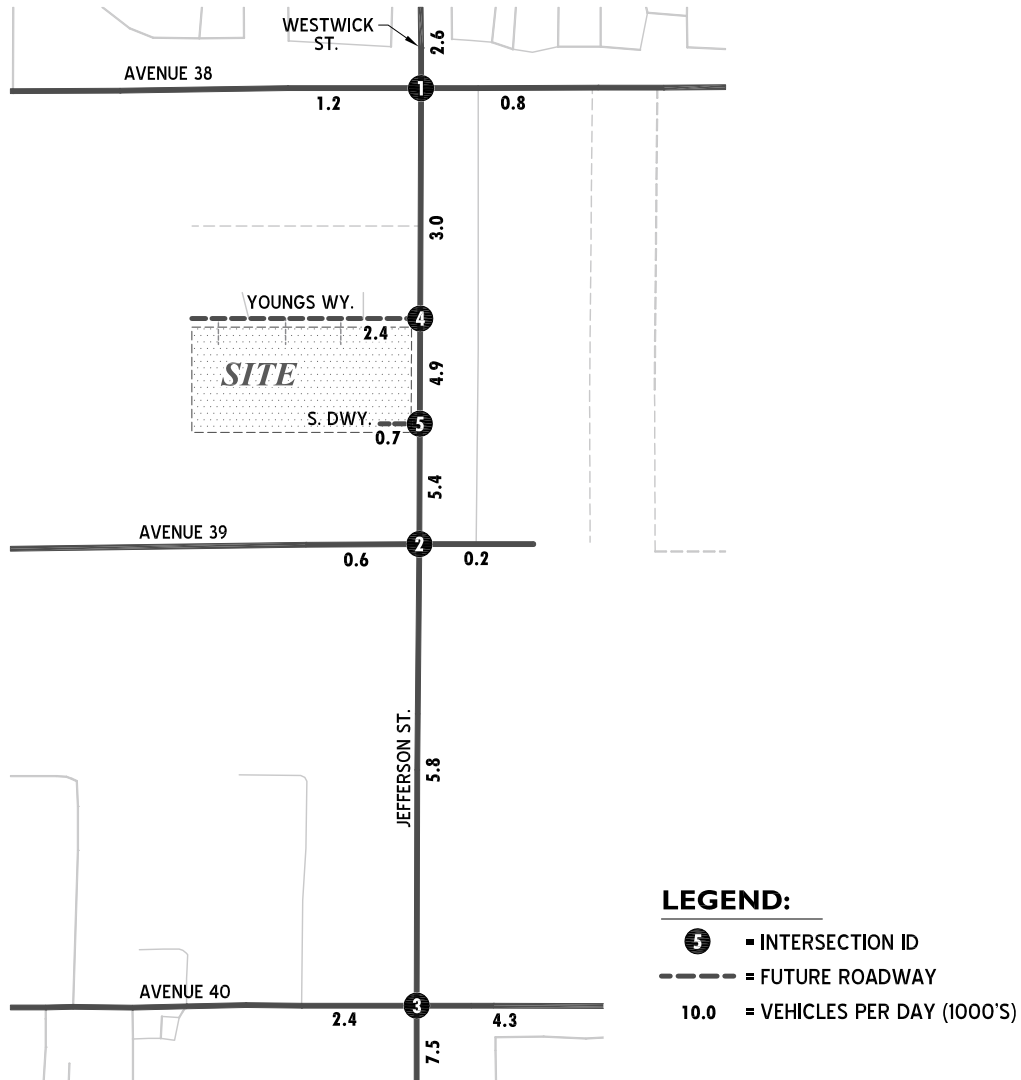 WESTWICK
ST.
2.6
AVENUE 38
1
1.2
0.8
3.0
YOUNGS WY.
4
2.4
SITE
4.9
S. DWY.
5
0.7
5.4
AVENUE 39
2
0.6
0.2
JEFFERSON ST.
5.8
LEGEND:
5 = INTERSECTION ID
= FUTURE ROADWAY
10.0 = VEHICLES PER DAY (1000'S)
AVENUE 40
3
2.4
4.3
7.5